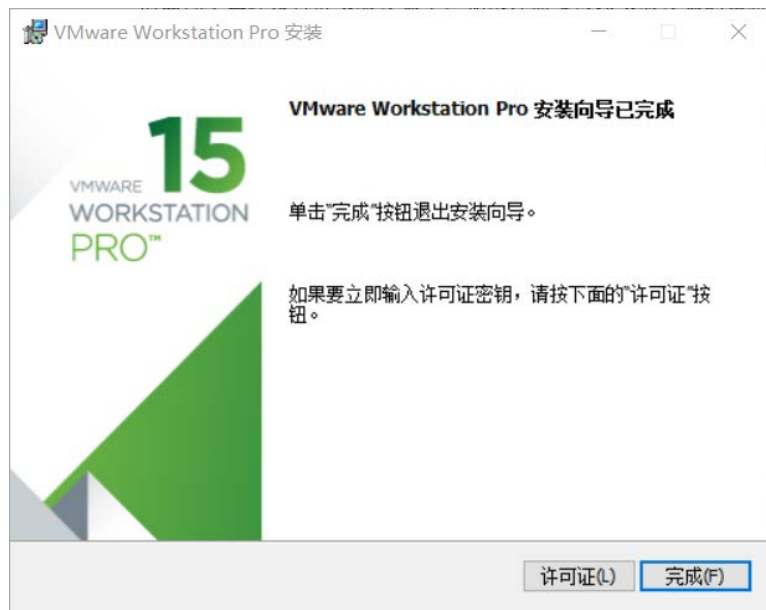 VMware Workstation Pro 安装
VMware Workstation Pro 安装向导已完成
15
VMWARE
WORKSTATION
PRO™
单击"完成"按钮退出安装向导。
如果要立即输入许可证密钥，请按下面的"许可证"按
钮。
许可证(L)
完成(F)